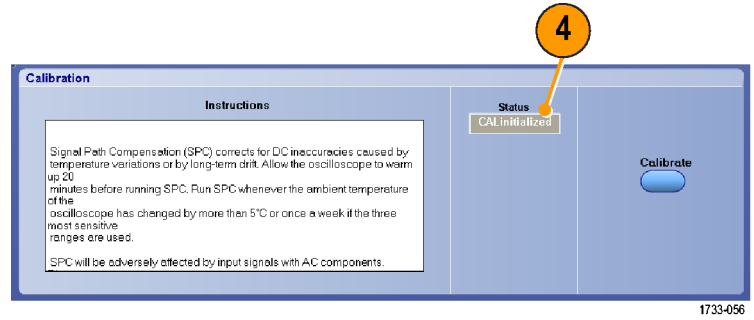 4
Calibration
Instructions
Signal Path Compensation (SPC) corrects for DC inaccuracies caused by
temperature variations or by long-term drift. Allow the oscilloscope to warm
up 20
minutes before running SPC. Run SPC whenever the ambient temperature
of the
oscilloscope has changed by more than 5°C or once a week if the three
most sensitive
ranges are used.
SPC will be adversely affected by input signals with AC components.
Status
CALinitialized
Calibrate
1733-056